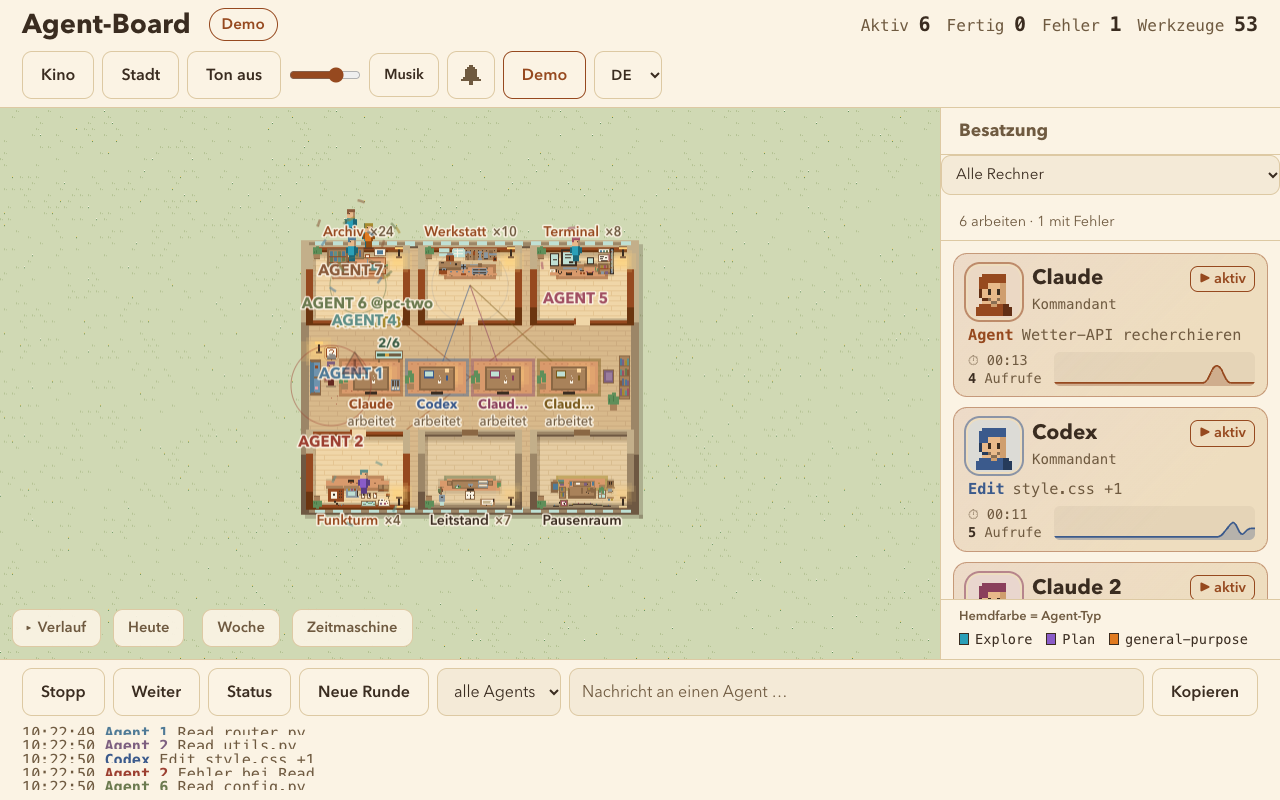 Agent-Board Demo
Aktiv 6 Fertig 0 Fehler 1 Werkzeuge 53
Kino Stadt Ton aus Musik Demo DE
Besatzung
Alle Rechner
6 arbeiten · 1 mit Fehler
Archiv ×24 Werkstatt ×10 Terminal ×8
AGENT 7
AGENT 6 @pc-two
AGENT 5
AGENT 4
2/6
AGENT 1
Claude Codex Claud... Claud...
arbeitet arbeitet arbeitet arbeitet
AGENT 2
Funkturm ×4 Leitstand ×7 Pausenraum
Claude
▶ aktiv
Kommandant
Agent Wetter-API recherchieren
00:13
4 Aufrufe
Codex
▶ aktiv
Kommandant
Edit style.css +1
00:11
5 Aufrufe
Claude 2
▶ aktiv
Hemdfarbe = Agent-Typ
Explore Plan general-purpose
▸ Verlauf Heute Woche Zeitmaschine
Stopp Weiter Status Neue Runde alle Agents Nachricht an einen Agent … Kopieren
10:22:49 Agent 1 Read router.py
10:22:50 Agent 2 Read utils.py
10:22:50 Codex Edit style.css +1
10:22:50 Agent 2 Fehler bei Read
10:22:50 Agent 6 Read config.py